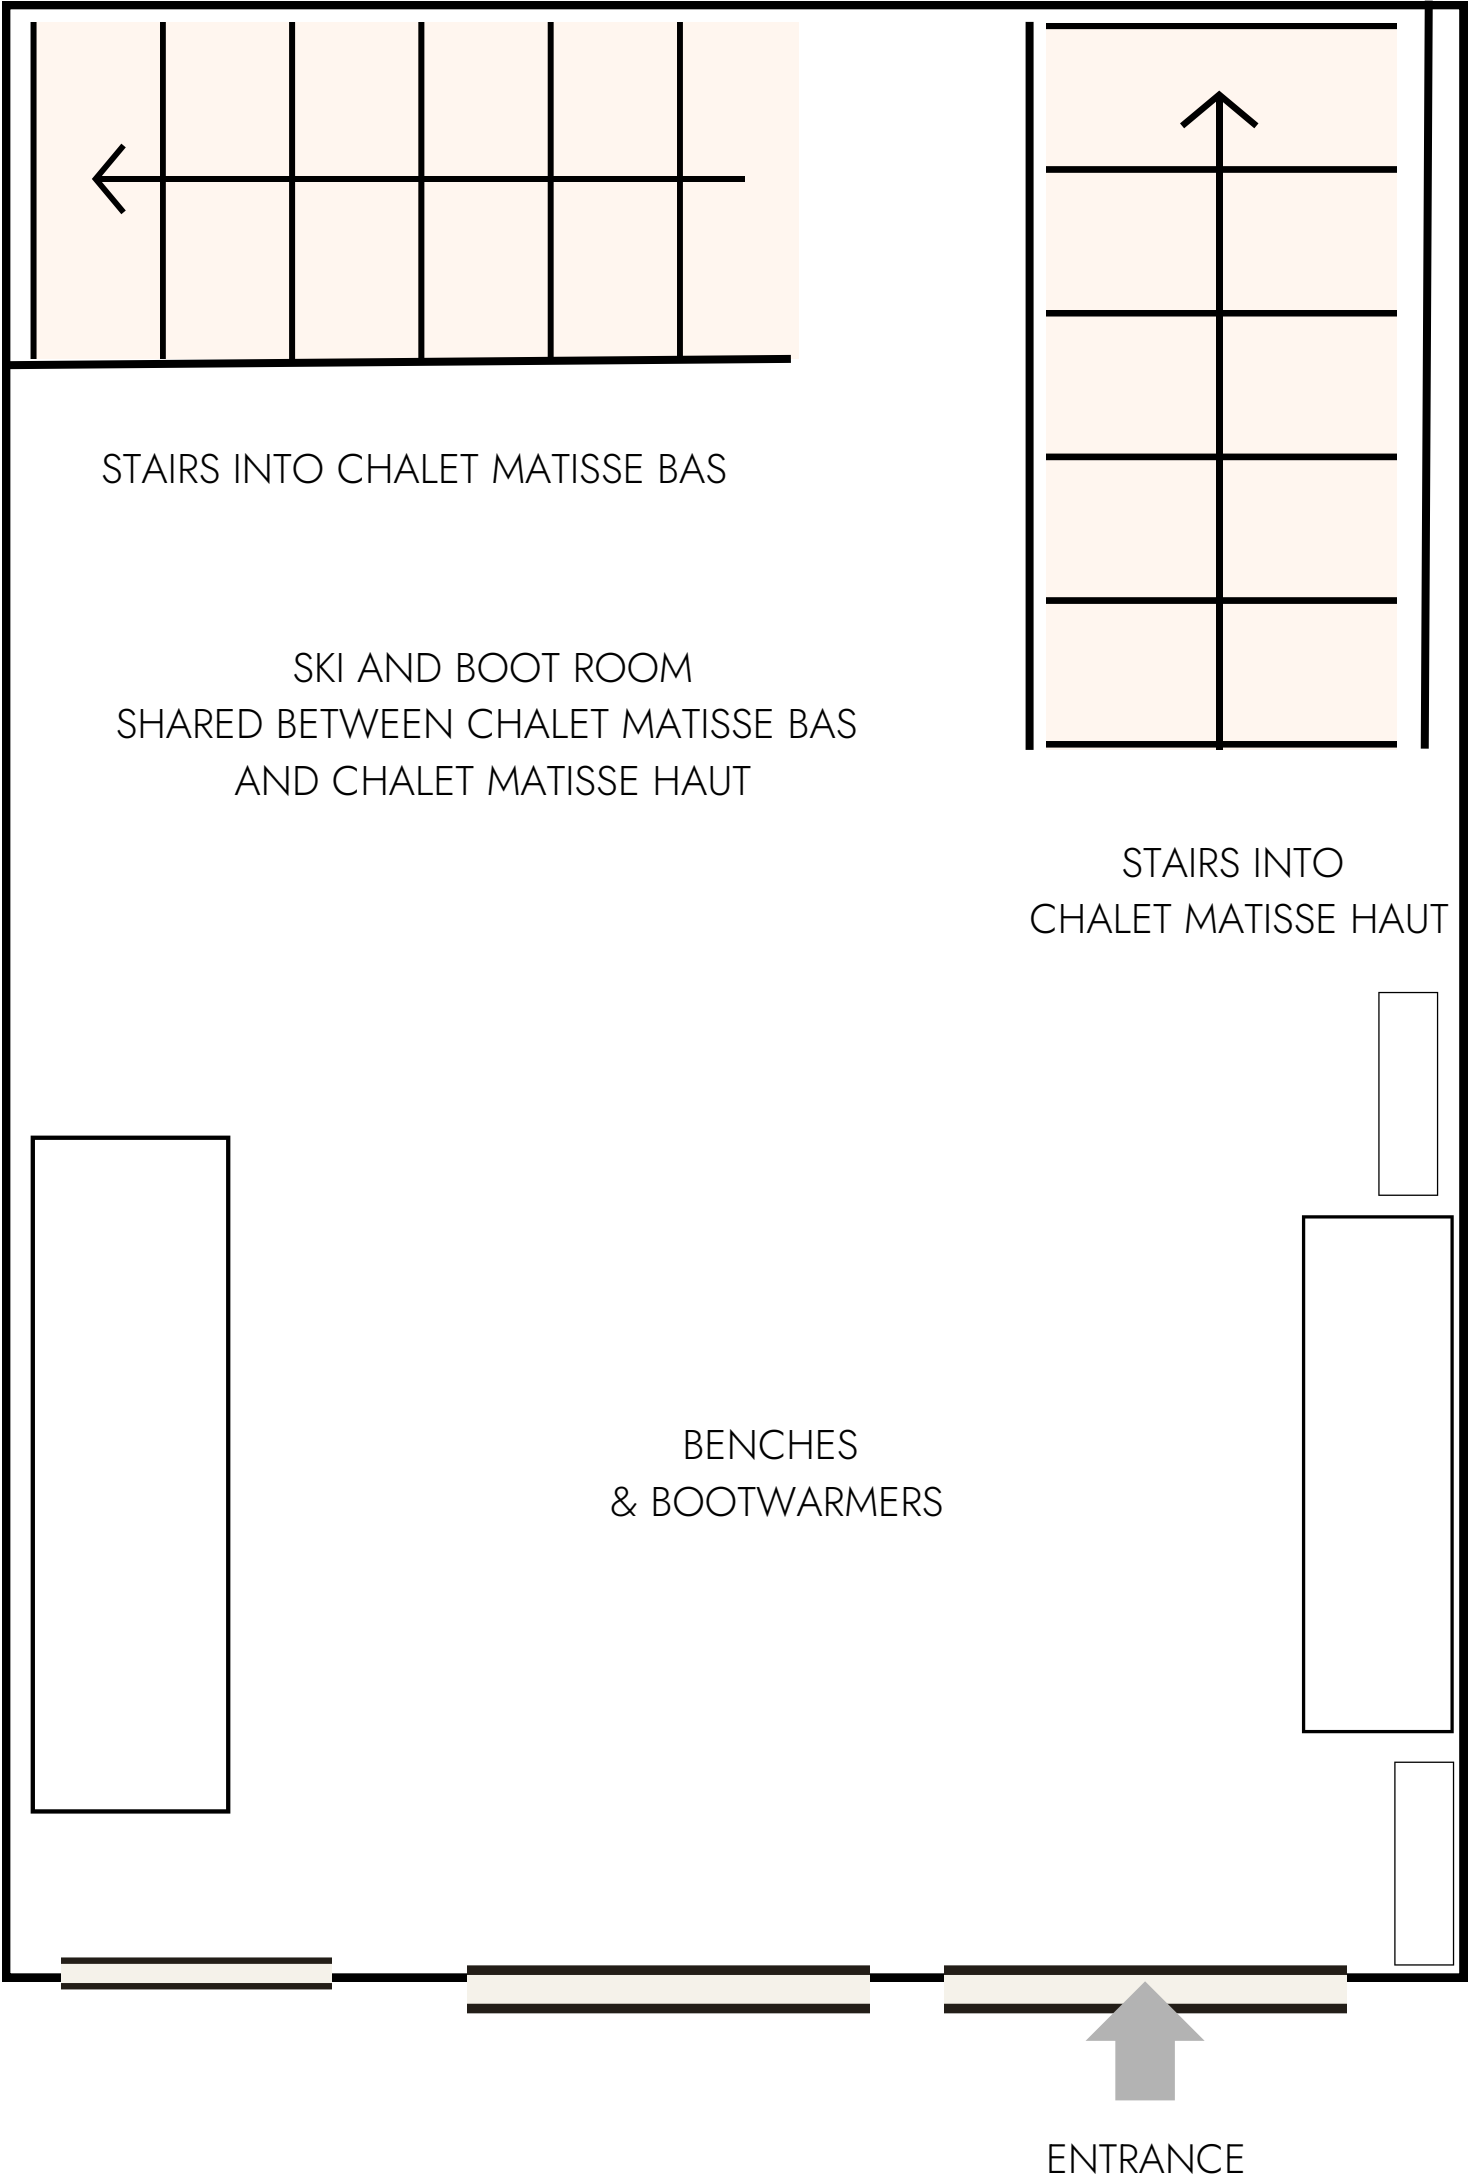 STAIRS INTO CHALET MATISSE BAS
SKI AND BOOT ROOM
SHARED BETWEEN CHALET MATISSE BAS
AND CHALET MATISSE HAUT
STAIRS INTO
CHALET MATISSE HAUT
BENCHES
& BOOTWARMERS
ENTRANCE